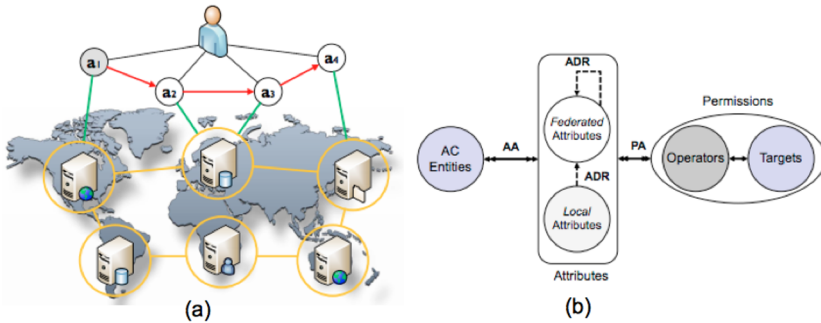 a1
a2
a3
a4
(a)
ADR
Federated
Attributes
AC
Entities
AA
ADR
Local
Attributes
Attributes
PA
Permissions
Operators
Targets
(b)